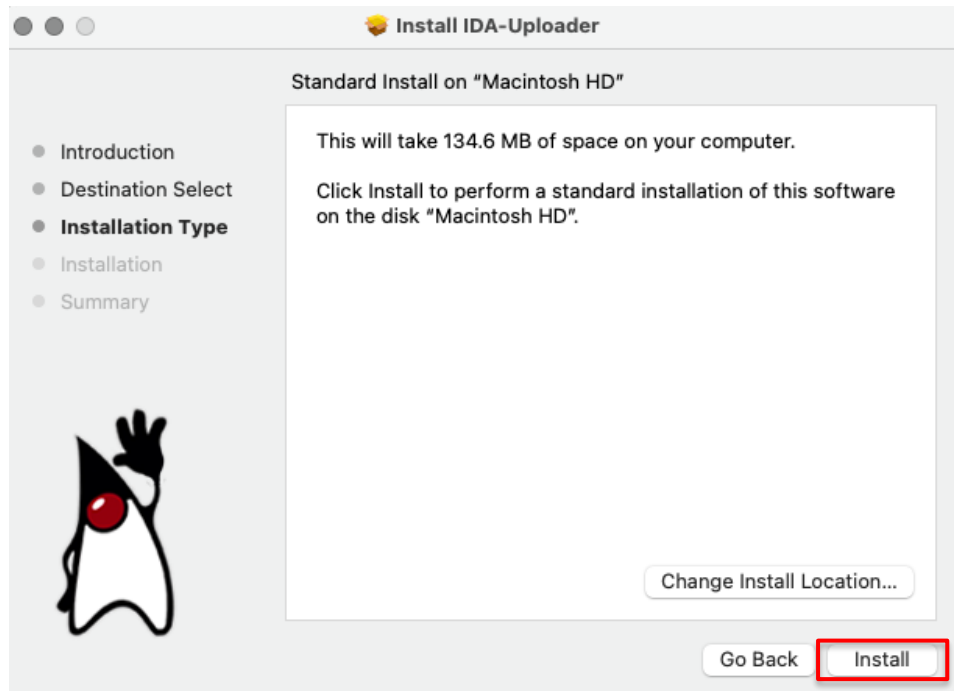 Install IDA-Uploader
Standard Install on “Macintosh HD”
Introduction
Destination Select
Installation Type
Installation
Summary
This will take 134.6 MB of space on your computer.
Click Install to perform a standard installation of this software
on the disk “Macintosh HD”.
Change Install Location...
Go Back
Install